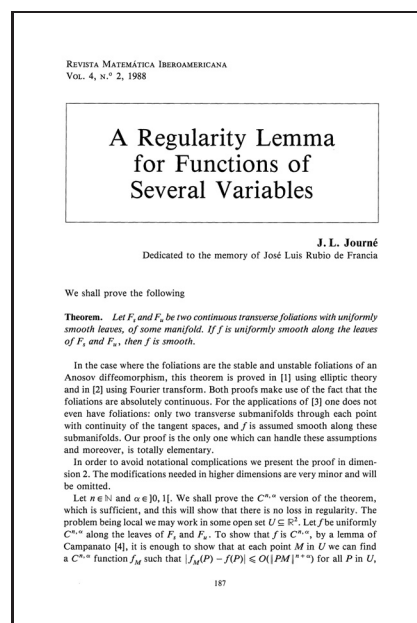 REVISTA MATEMÁTICA IBEROAMERICANA
VOL. 4, N.º 2, 1988
A Regularity Lemma
for Functions of
Several Variables
J. L. Journé
Dedicated to the memory of José Luis Rubio de Francia
We shall prove the following
Theorem. Let Fₛ and Fᵤ be two continuous transverse foliations with uniformly
smooth leaves, of some manifold. If f is uniformly smooth along the leaves
of Fₛ and Fᵤ, then f is smooth.
In the case where the foliations are the stable and unstable foliations of an
Anosov diffeomorphism, this theorem is proved in [1] using elliptic theory
and in [2] using Fourier transform. Both proofs make use of the fact that the
foliations are absolutely continuous. For the applications of [3] one does not
even have foliations: only two transverse submanifolds through each point
with continuity of the tangent spaces, and f is assumed smooth along these
submanifolds. Our proof is the only one which can handle these assumptions
and moreover, is totally elementary.
In order to avoid notational complications we present the proof in dimen-
sion 2. The modifications needed in higher dimensions are very minor and will
be omitted.
Let n ∈ ℕ and α ∈ ]0, 1[. We shall prove the Cⁿ,ᵅ version of the theorem,
which is sufficient, and this will show that there is no loss in regularity. The
problem being local we may work in some open set U ⊆ ℝ². Let f be uniformly
Cⁿ,ᵅ along the leaves of Fₛ and Fᵤ. To show that f is Cⁿ,ᵅ, by a lemma of
Campanato [4], it is enough to show that at each point M in U we can find
a Cⁿ,ᵅ function f_M such that |f_M(P) − f(P)| ⩽ O(‖PM‖ⁿ⁺ᵅ) for all P in U,
187